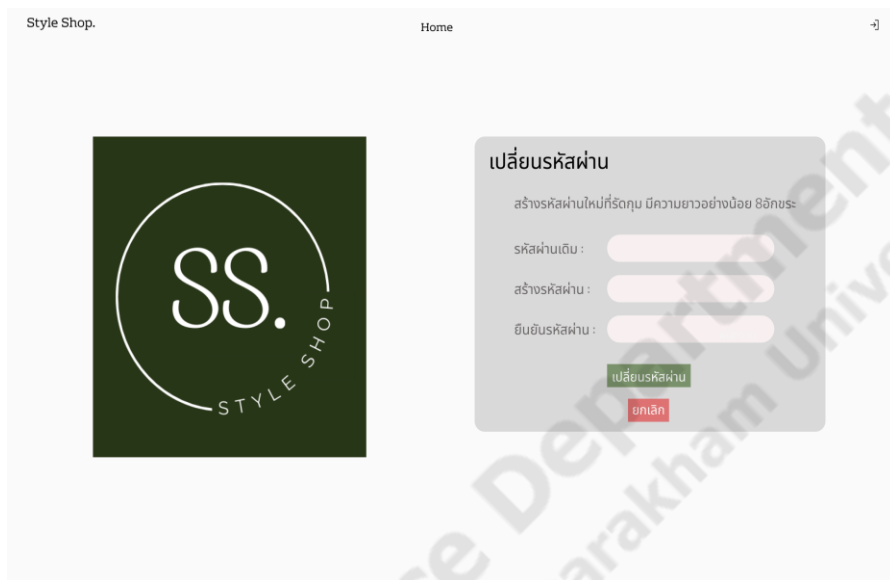 Style Shop.
Home
SS.
STYLE SHOP
เปลี่ยนรหัสผ่าน
สร้างรหัสผ่านใหม่ที่รัดกุม มีความยาวอย่างน้อย 8อักขระ
รหัสผ่านเดิม :
สร้างรหัสผ่าน :
ยืนยันรหัสผ่าน :
เปลี่ยนรหัสผ่าน
ยกเลิก